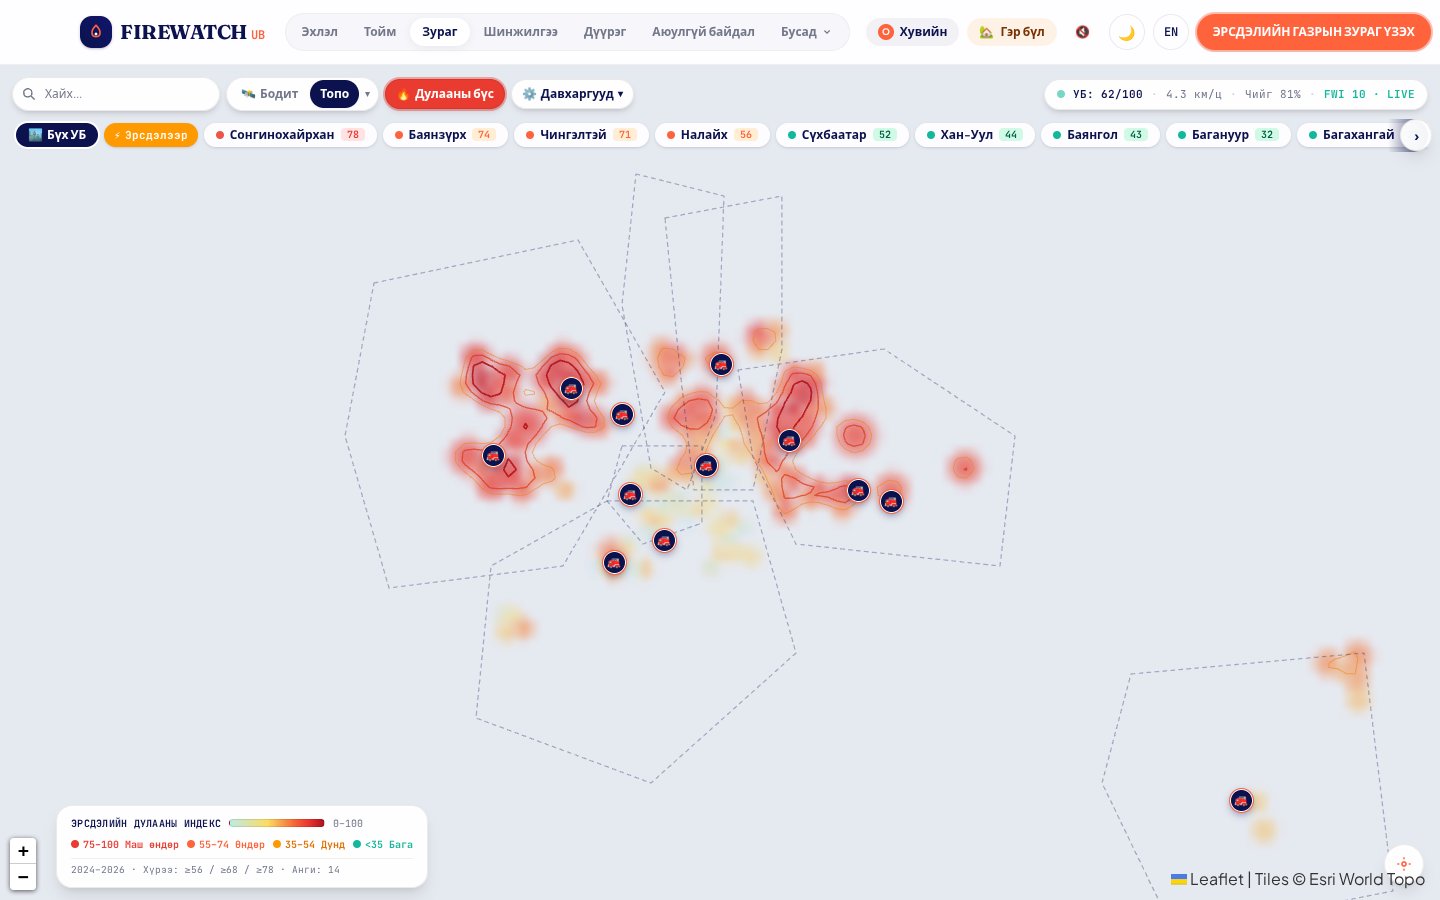 FIREWATCH UB
Эхлэл Тойм Зураг Шинжилгээ Дүүрэг Аюулгүй байдал Бусад
Хувийн Гэр бүл EN ЭРСДЭЛИЙН ГАЗРЫН ЗУРАГ ҮЗЭХ
Хайх... Бодит Топо Дулааны бүс Давхаргууд
УБ: 62/100 · 4.3 км/ц · Чийг 81% · FWI 10 · LIVE
Бүх УБ Эрсдэлээр Сонгинохайрхан 78 Баянзүрх 74 Чингэлтэй 71 Налайх 56 Сүхбаатар 52 Хан-Уул 44 Баянгол 43 Багануур 32 Багахангай
ЭРСДЭЛИЙН ДУЛААНЫ ИНДЕКС 0–100
75–100 Маш өндөр 55–74 Өндөр 35–54 Дунд <35 Бага
2024–2026 · Хүрээ: ≥56 / ≥68 / ≥78 · Анги: 14
+
−
Leaflet | Tiles © Esri World Topo